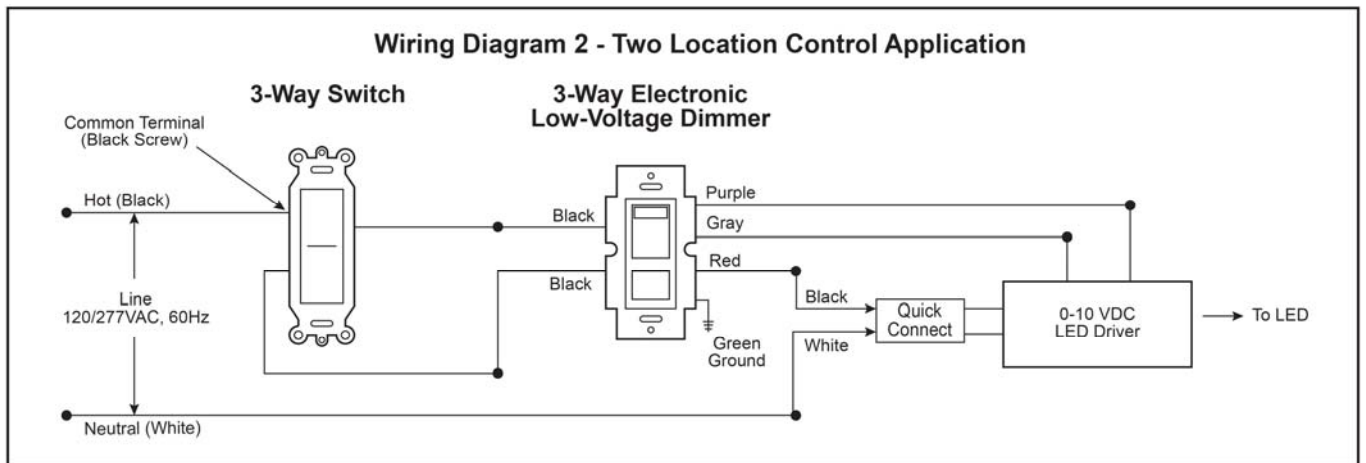 Wiring Diagram 2 - Two Location Control Application
3-Way Switch
3-Way Electronic
Low-Voltage Dimmer
Common Terminal
(Black Screw)
Hot (Black)
Line
120/277VAC, 60Hz
Neutral (White)
Black
Black
Purple
Gray
Red
Green
Ground
Black
White
Quick
Connect
0-10 VDC
LED Driver
To LED